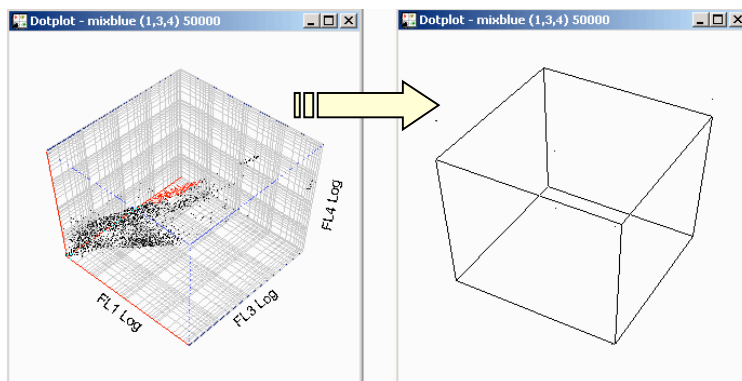 Dotplot - mixblue (1,3,4) 50000
FL4 Log
FL1 Log
FL3 Log
Dotplot - mixblue (1,3,4) 50000